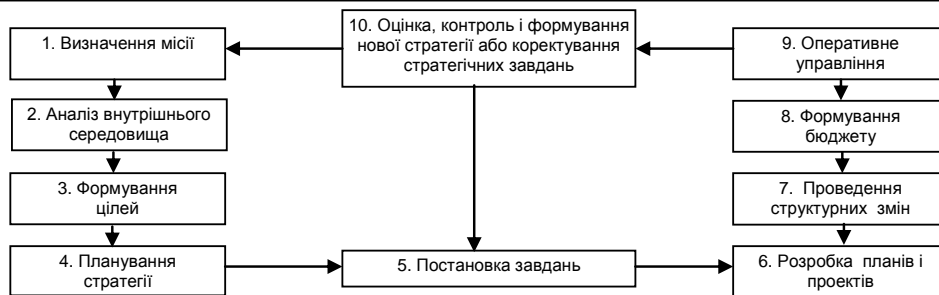 1. Визначення місії
2. Аналіз внутрішнього
середовища
3. Формування
цілей
4. Планування
стратегії
10. Оцінка, контроль і формування
нової стратегії або коректування
стратегічних завдань
5. Постановка завдань
9. Оперативне
управління
8. Формування
бюджету
7. Проведення
структурних змін
6. Розробка планів і
проектів